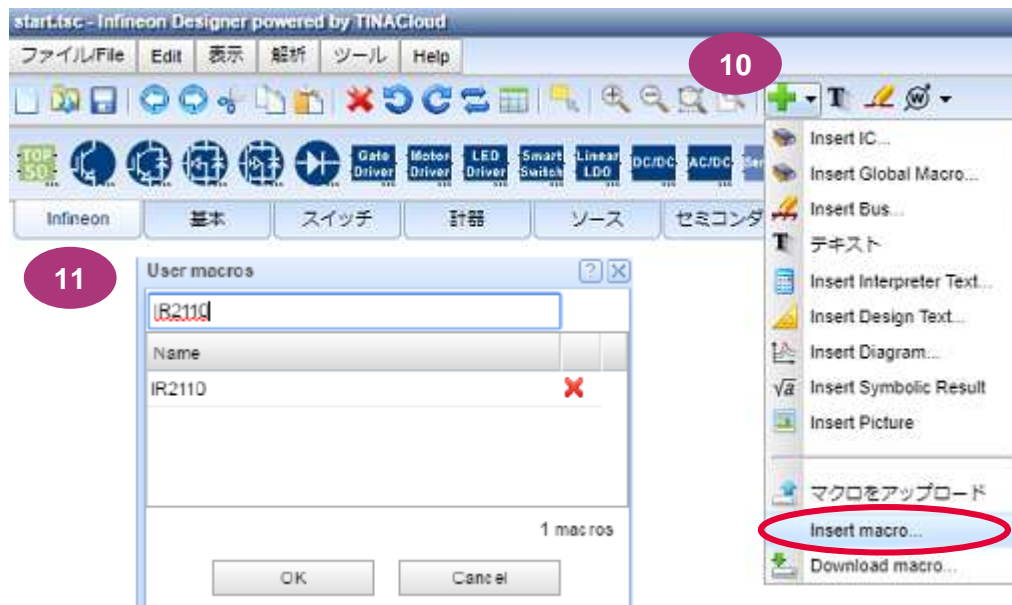 start.tsc - Infineon Designer powered by TINACloud
ファイル/File Edit 表示 解析 ツール Help
10
T W
Insert IC...
Insert Global Macro...
Insert Bus...
T テキスト
Insert Interpreter Text...
Insert Design Text...
Insert Diagram...
√a Insert Symbolic Result
Insert Picture
マクロをアップロード
Insert macro...
Download macro...
TOP SD Gate Driver Motor Driver LED Driver Smart Switch Linear LDO DC/DC AC/DC Sen
Infineon 基本 スイッチ 計器 ソース セミコンダ
11
User macros ?
IR2110
Name
IR2110
1 macros
OK Cancel